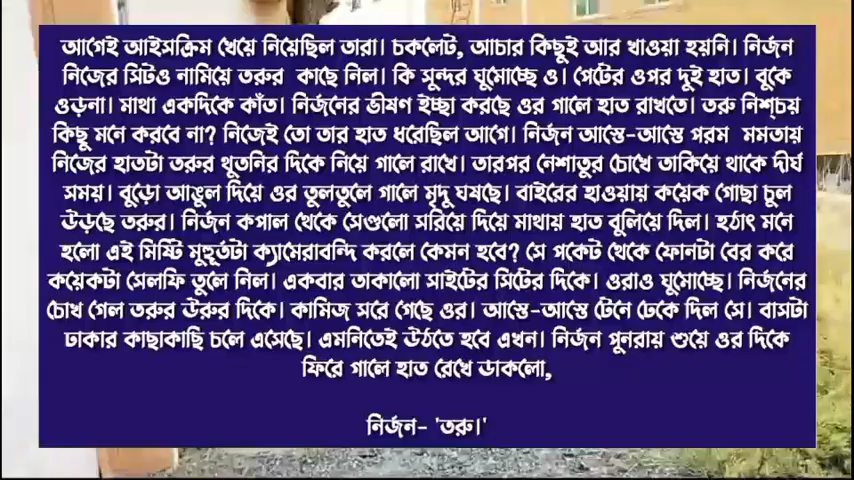 আগেই আইসক্রিম খেয়ে নিয়েছিল তারা। চকলেট, আচার কিছুই আর খাওয়া হয়নি। নির্জন
নিজের সিটও নামিয়ে তরুর কাছে নিল। কি সুন্দর ঘুমোচ্ছে ও। পেটের ওপর দুই হাত। বুকে
ওড়না। মাথা একদিকে কাঁত। নির্জনের ভীষণ ইচ্ছা করছে ওর গালে হাত রাখতে। তরু নিশ্চয়
কিছু মনে করবে না? নিজেই তো তার হাত ধরেছিল আগে। নির্জন আস্তে-আস্তে পরম মমতায়
নিজের হাতটা তরুর থুতনির দিকে নিয়ে গালে রাখে। তারপর নেশাতুর চোখে তাকিয়ে থাকে দীর্ঘ
সময়। বুড়ো আঙুল দিয়ে ওর তুলতুলে গালে মৃদু ঘষছে। বাইরের হাওয়ায় কয়েক গোছা চুল
উড়ছে তরুর। নির্জন কপাল থেকে সেগুলো সরিয়ে দিয়ে মাথায় হাত বুলিয়ে দিল। হঠাৎ মনে
হলো এই মিষ্টি মুহূর্তটা ক্যামেরাবন্দি করলে কেমন হবে? সে পকেট থেকে ফোনটা বের করে
কয়েকটা সেলফি তুলে নিল। একবার তাকালো সাইটের সিটের দিকে। ওরাও ঘুমোচ্ছে। নির্জনের
চোখ গেল তরুর উরুর দিকে। কামিজ সরে গেছে ওর। আস্তে-আস্তে টেনে ঢেকে দিল সে। বাসটা
ঢাকার কাছাকাছি চলে এসেছে। এমনিতেই উঠতে হবে এখন। নির্জন পুনরায় শুয়ে ওর দিকে
ফিরে গালে হাত রেখে ডাকলো,
নির্জন- 'তরু।'